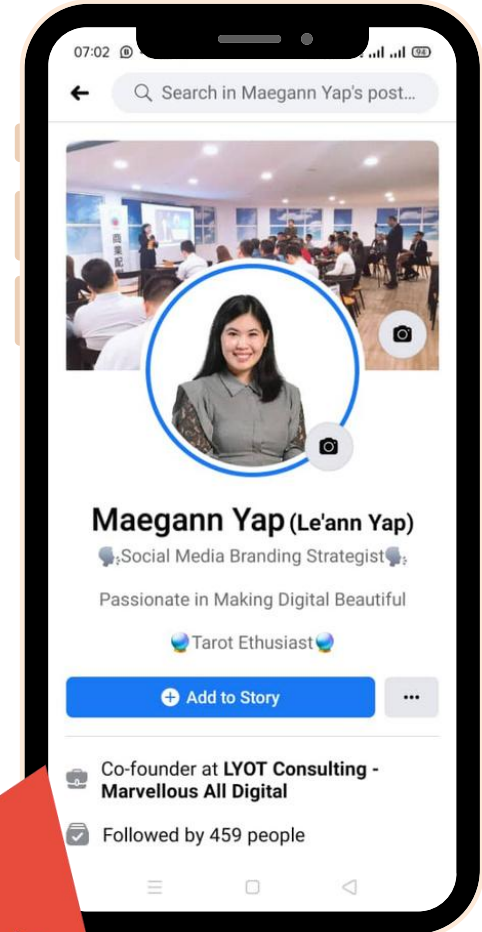 07:02
94
Search in Maegann Yap's post...
Maegann Yap (Le'ann Yap)
🗣️Social Media Branding Strategist🗣️
Passionate in Making Digital Beautiful
🔮Tarot Ethusiast🔮
Add to Story
Co-founder at LYOT Consulting -
Marvellous All Digital
Followed by 459 people